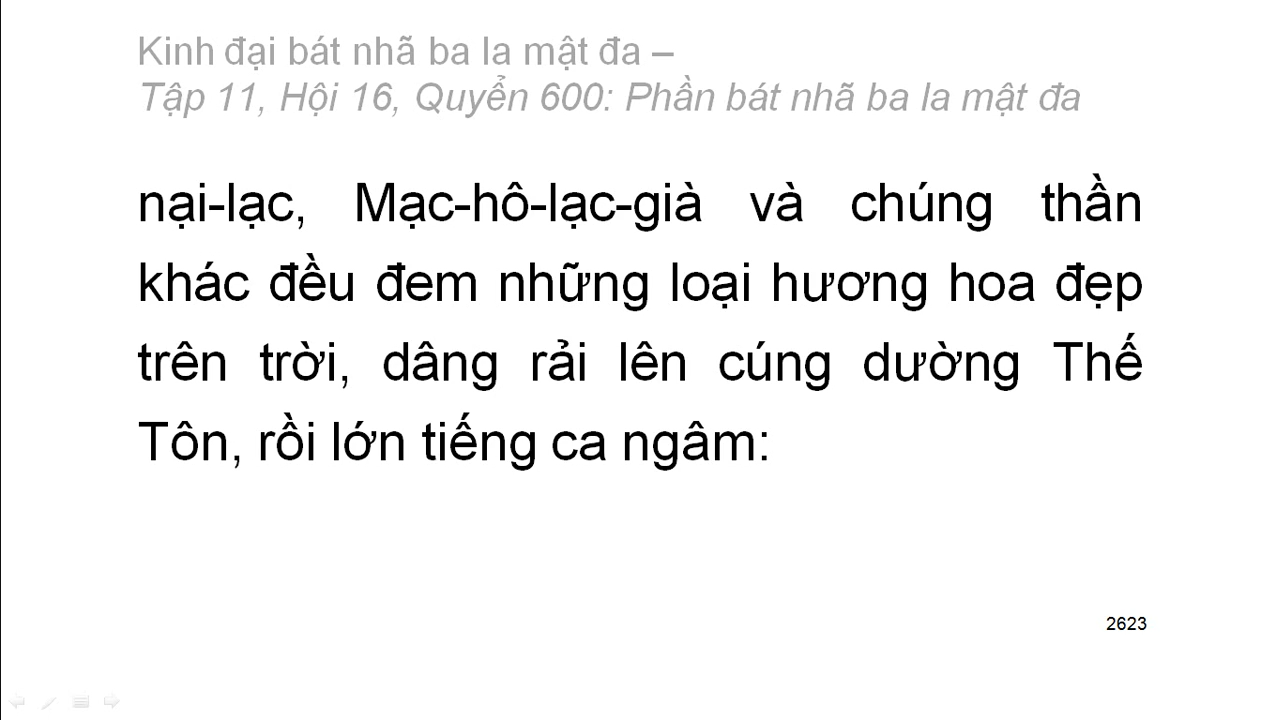 Kinh đại bát nhã ba la mật đa –
Tập 11, Hội 16, Quyển 600: Phần bát nhã ba la mật đa
nại-lạc, Mạc-hô-lạc-già và chúng thần
khác đều đem những loại hương hoa đẹp
trên trời, dâng rải lên cúng dường Thế
Tôn, rồi lớn tiếng ca ngâm:
2623